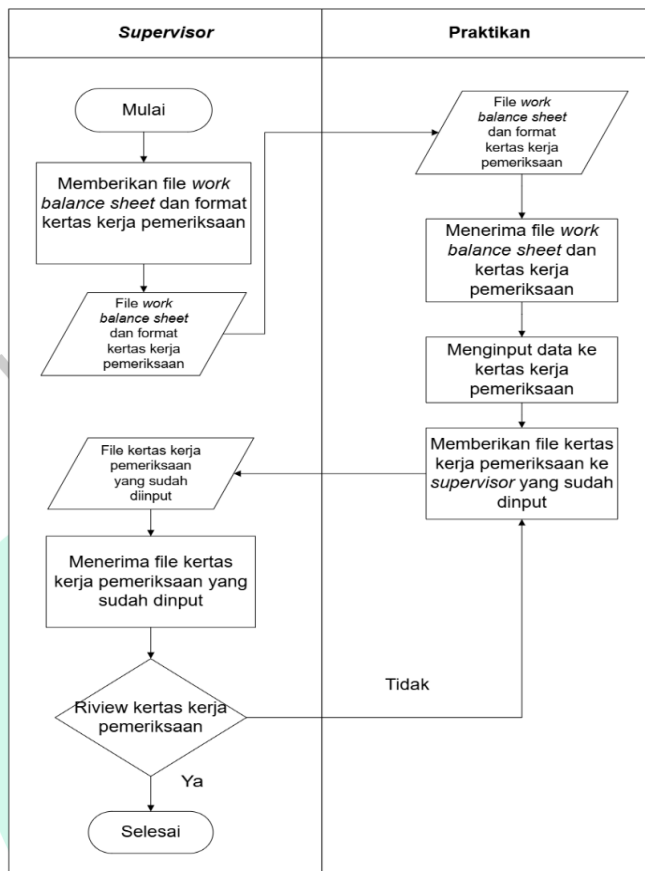 Supervisor
Praktikan
Mulai
Memberikan file work
balance sheet dan format
kertas kerja pemeriksaan
File work
balance sheet
dan format
kertas kerja
pemeriksaan
File work
balance sheet
dan format
kertas kerja
pemeriksaan
Menerima file work
balance sheet dan
kertas kerja
pemeriksaan
Menginput data ke
kertas kerja
pemeriksaan
Memberikan file kertas
kerja pemeriksaan ke
supervisor yang sudah
dinput
File kertas kerja
pemeriksaan
yang sudah
diinput
Menerima file kertas
kerja pemeriksaan yang
sudah dinput
Riview kertas kerja
pemeriksaan
Tidak
Ya
Selesai